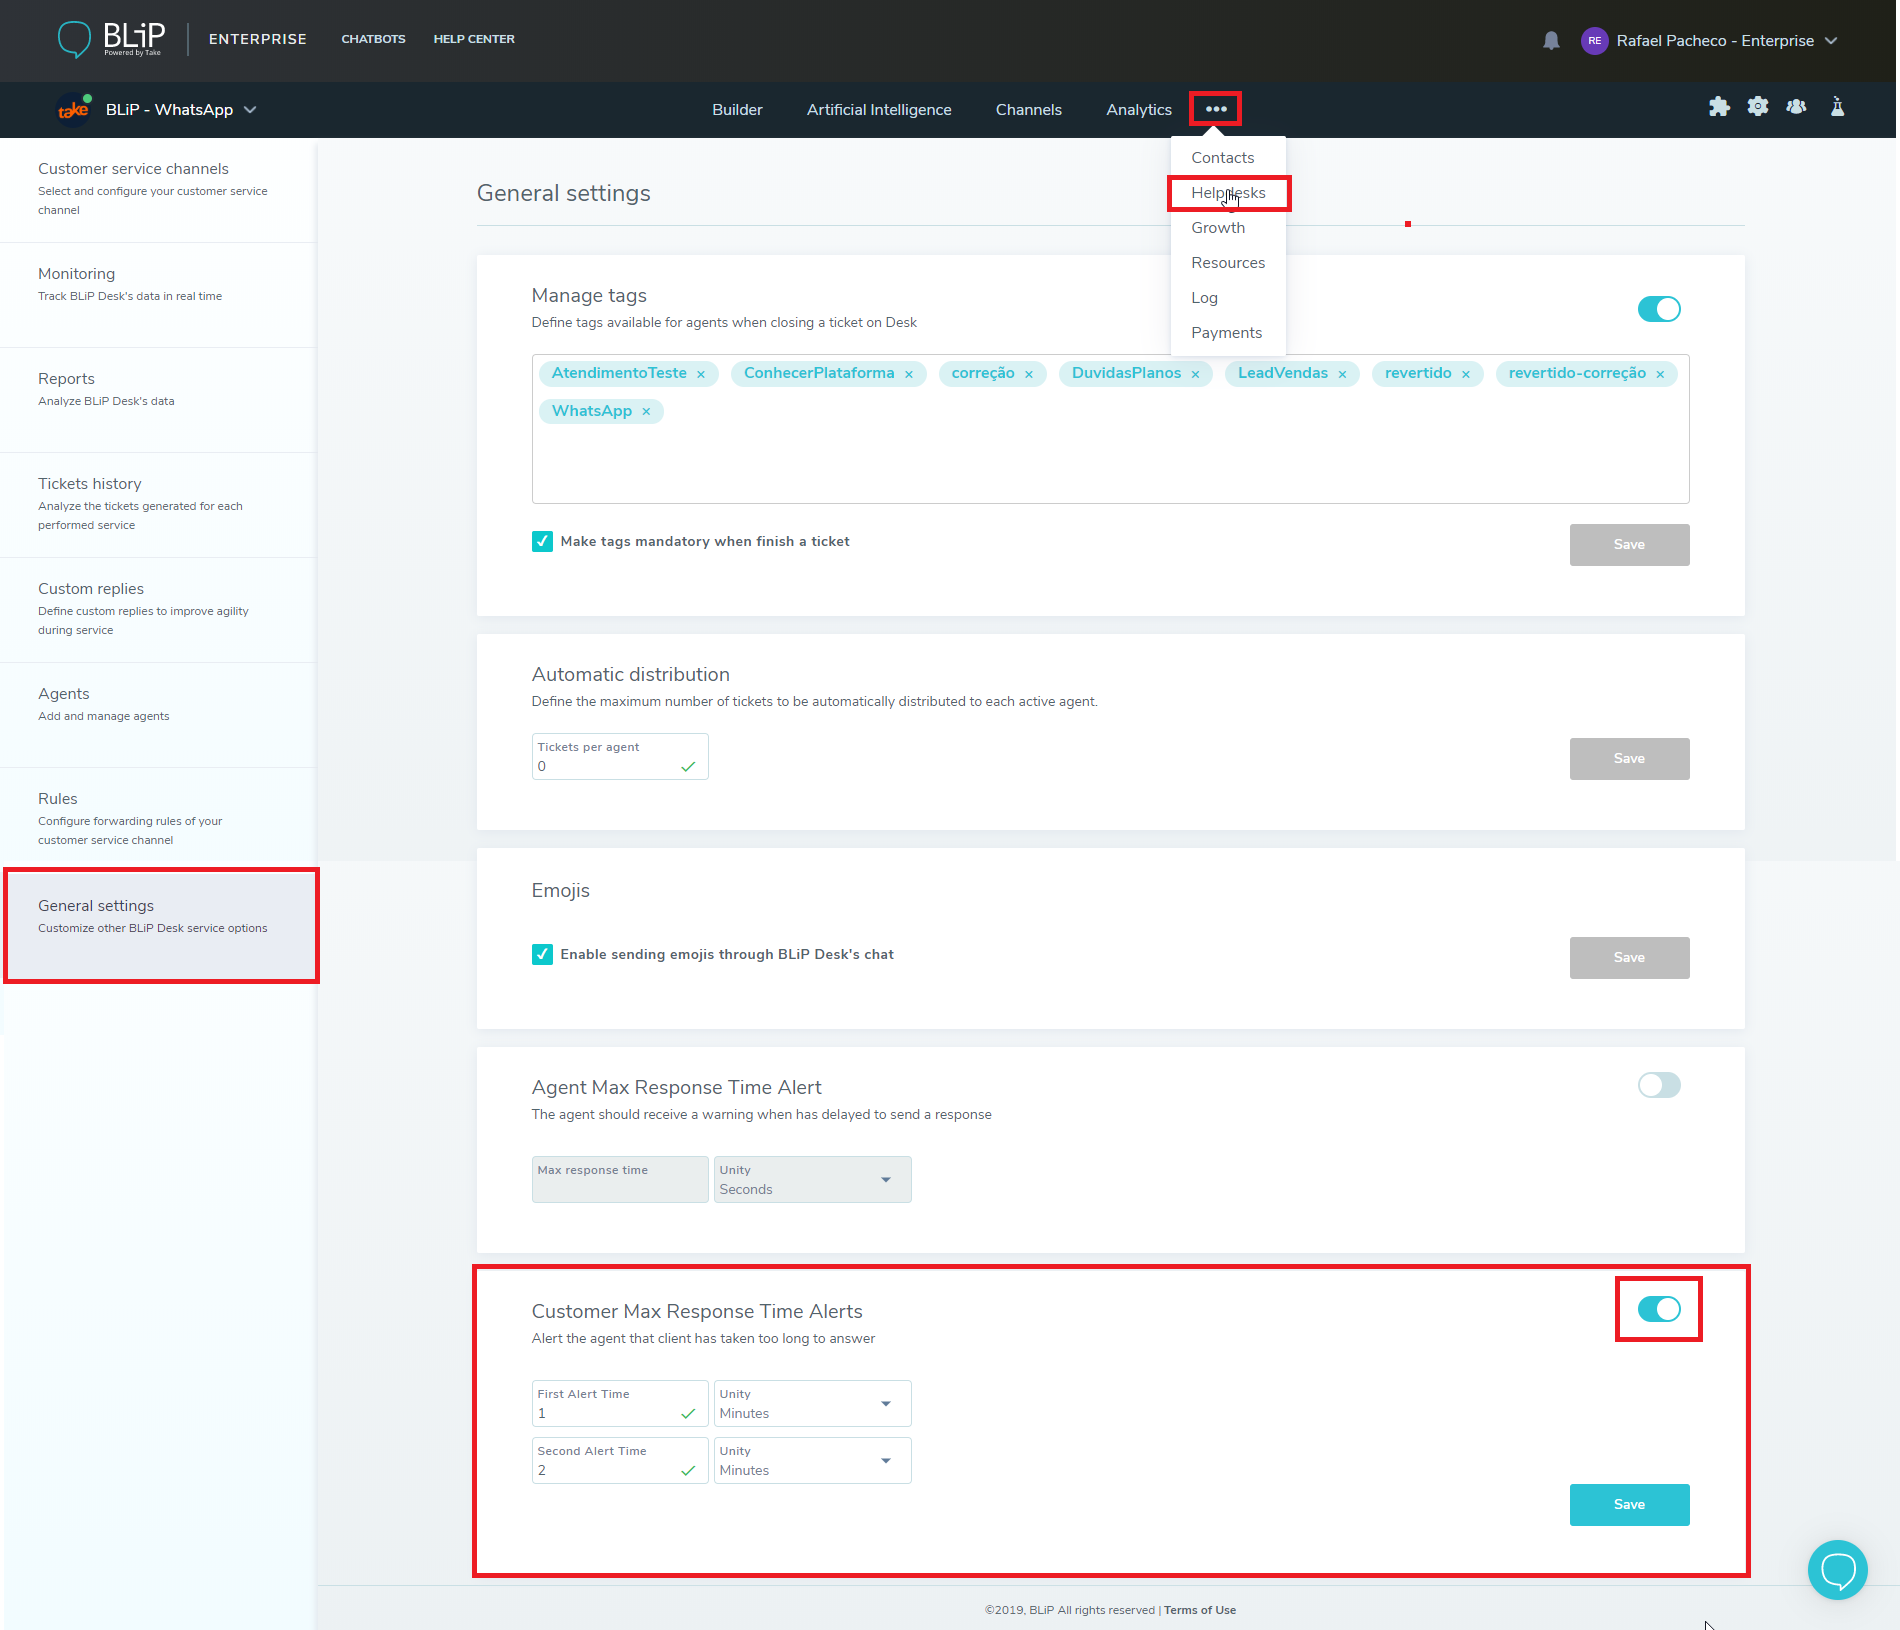 BLiP
Powered by Take
ENTERPRISE
CHATBOTS
HELP CENTER
RE
Rafael Pacheco - Enterprise
take
BLiP - WhatsApp
Builder
Artificial Intelligence
Channels
Analytics
Contacts
Helpdesks
Growth
Resources
Log
Payments
Customer service channels
Select and configure your customer service
channel
Monitoring
Track BLiP Desk's data in real time
Reports
Analyze BLiP Desk's data
Tickets history
Analyze the tickets generated for each
performed service
Custom replies
Define custom replies to improve agility
during service
Agents
Add and manage agents
Rules
Configure forwarding rules of your
customer service channel
General settings
Customize other BLiP Desk service options
General settings
Manage tags
Define tags available for agents when closing a ticket on Desk
AtendimentoTeste × ConhecerPlataforma × correção × DuvidasPlanos × LeadVendas × revertido × revertido-correção ×
WhatsApp ×
Make tags mandatory when finish a ticket
Save
Automatic distribution
Define the maximum number of tickets to be automatically distributed to each active agent.
Tickets per agent
0
Save
Emojis
Enable sending emojis through BLiP Desk's chat
Save
Agent Max Response Time Alert
The agent should receive a warning when has delayed to send a response
Max response time
Unity
Seconds
Customer Max Response Time Alerts
Alert the agent that client has taken too long to answer
First Alert Time
1
Unity
Minutes
Second Alert Time
2
Unity
Minutes
Save
©2019, BLiP All rights reserved | Terms of Use